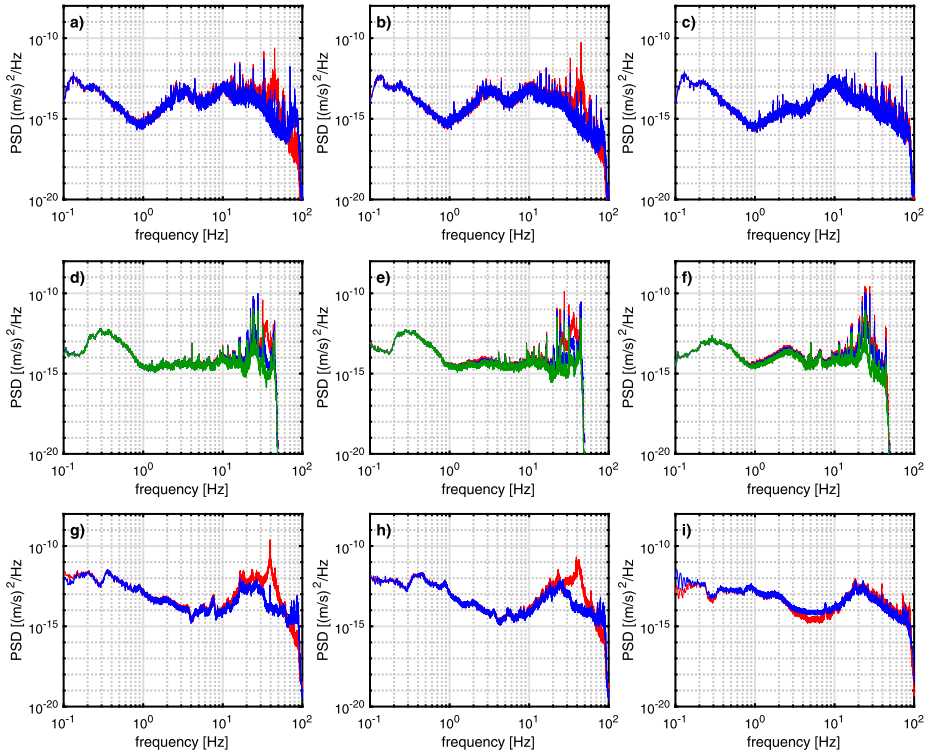 a) b) c)
PSD [(m/s)²/Hz] PSD [(m/s)²/Hz] PSD [(m/s)²/Hz]
10⁻¹⁰ 10⁻¹⁰ 10⁻¹⁰
10⁻¹⁵ 10⁻¹⁵ 10⁻¹⁵
10⁻²⁰ 10⁻²⁰ 10⁻²⁰
10⁻¹ 10⁰ 10¹ 10² 10⁻¹ 10⁰ 10¹ 10² 10⁻¹ 10⁰ 10¹ 10²
frequency [Hz] frequency [Hz] frequency [Hz]
d) e) f)
PSD [(m/s)²/Hz PSD [(m/s)²/Hz PSD [(m/s)²/Hz
10⁻¹⁰ 10⁻¹⁰ 10⁻¹⁰
10⁻¹⁵ 10⁻¹⁵ 10⁻¹⁵
10⁻²⁰ 10⁻²⁰ 10⁻²⁰
10⁻¹ 10⁰ 10¹ 10² 10⁻¹ 10⁰ 10¹ 10² 10⁻¹ 10⁰ 10¹ 10²
frequency [Hz] frequency [Hz] frequency [Hz]
g) h) i)
PSD [(m/s)²/Hz PSD [(m/s)²/Hz PSD [(m/s)²/Hz
10⁻¹⁰ 10⁻¹⁰ 10⁻¹⁰
10⁻¹⁵ 10⁻¹⁵ 10⁻¹⁵
10⁻²⁰ 10⁻²⁰ 10⁻²⁰
10⁻¹ 10⁰ 10¹ 10² 10⁻¹ 10⁰ 10¹ 10² 10⁻¹ 10⁰ 10¹ 10²
frequency [Hz] frequency [Hz] frequency [Hz]